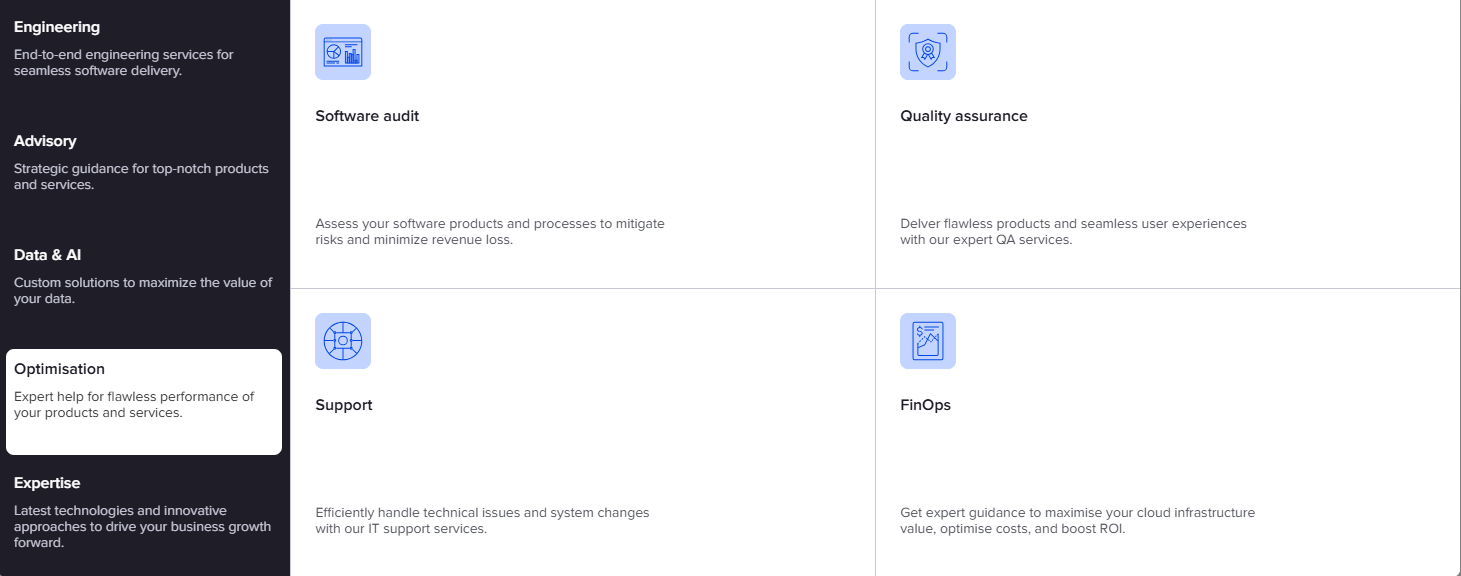 Engineering
End-to-end engineering services for
seamless software delivery.
Advisory
Strategic guidance for top-notch products
and services.
Data & AI
Custom solutions to maximize the value of
your data.
Optimisation
Expert help for flawless performance of
your products and services.
Expertise
Latest technologies and innovative
approaches to drive your business growth
forward.
Software audit
Assess your software products and processes to mitigate
risks and minimize revenue loss.
Quality assurance
Delver flawless products and seamless user experiences
with our expert QA services.
Support
Efficiently handle technical issues and system changes
with our IT support services.
$
FinOps
Get expert guidance to maximise your cloud infrastructure
value, optimise costs, and boost ROI.